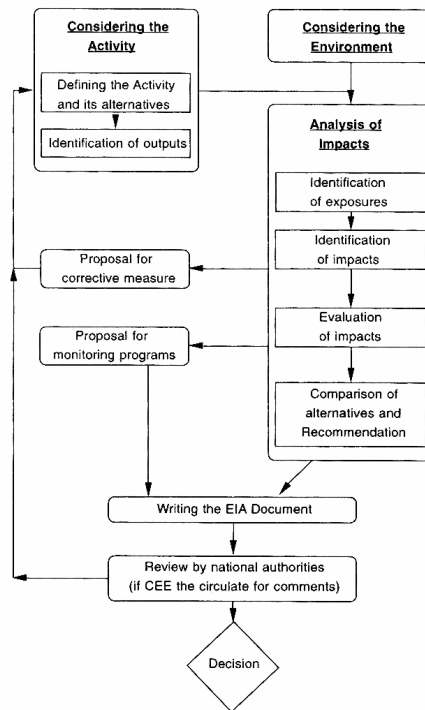 Considering the
Activity
Defining the Activity
and its alternatives
Identification of outputs
Considering the
Environment
Analysis of
Impacts
Identification
of exposures
Identification
of impacts
Evaluation
of impacts
Comparison of
alternatives and
Recommendation
Proposal for
corrective measure
Proposal for
monitoring programs
Writing the EIA Document
Review by national authorities
(if CEE the circulate for comments)
Decision